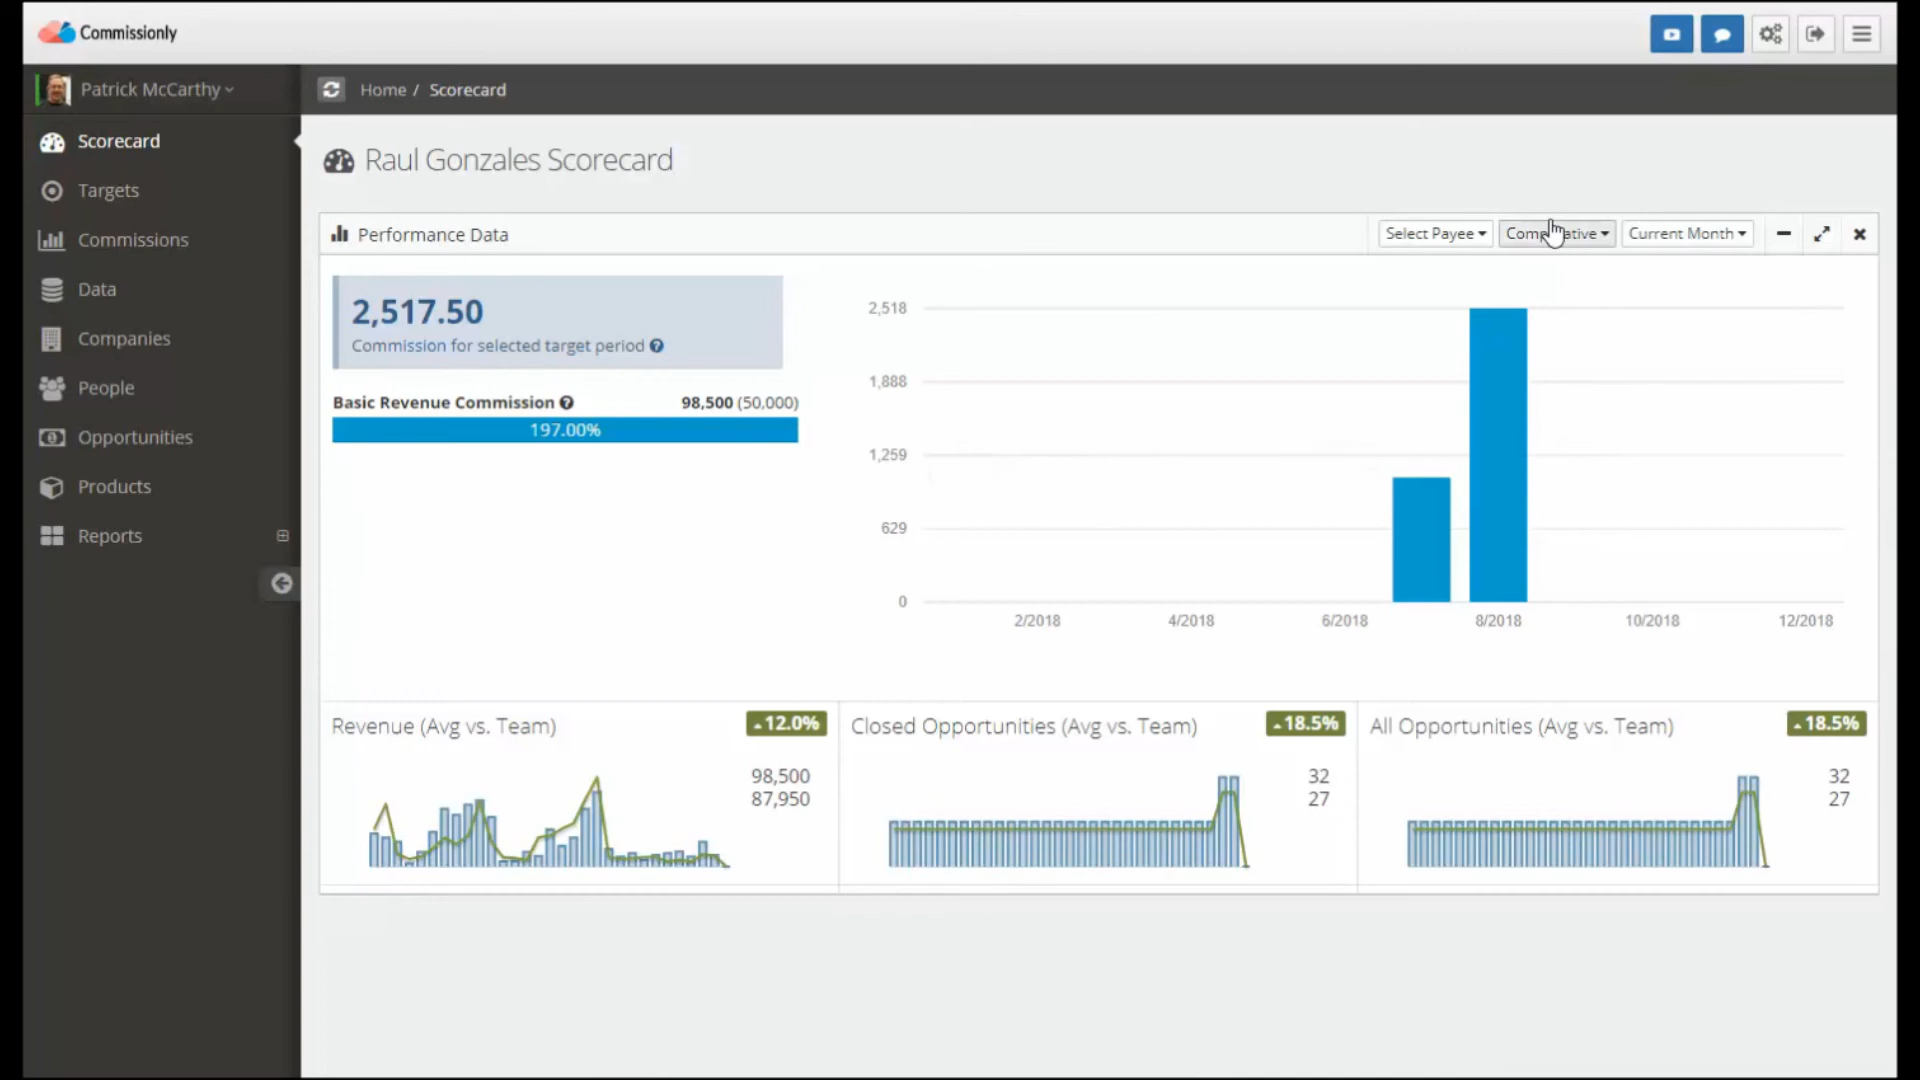 Commissionly
Patrick McCarthy
Home / Scorecard
Scorecard
Targets
Commissions
Data
Companies
People
Opportunities
Products
Reports
Raul Gonzales Scorecard
Performance Data
Select Payee
Current Month
2,517.50
Commission for selected target period
Basic Revenue Commission 98,500 (50,000)
197.00%
2,518
1,888
1,259
629
0
2/2018 4/2018 6/2018 8/2018 10/2018 12/2018
Revenue (Avg vs. Team) 12.0%
98,500
87,950
Closed Opportunities (Avg vs. Team) 18.5%
32
27
All Opportunities (Avg vs. Team) 18.5%
32
27